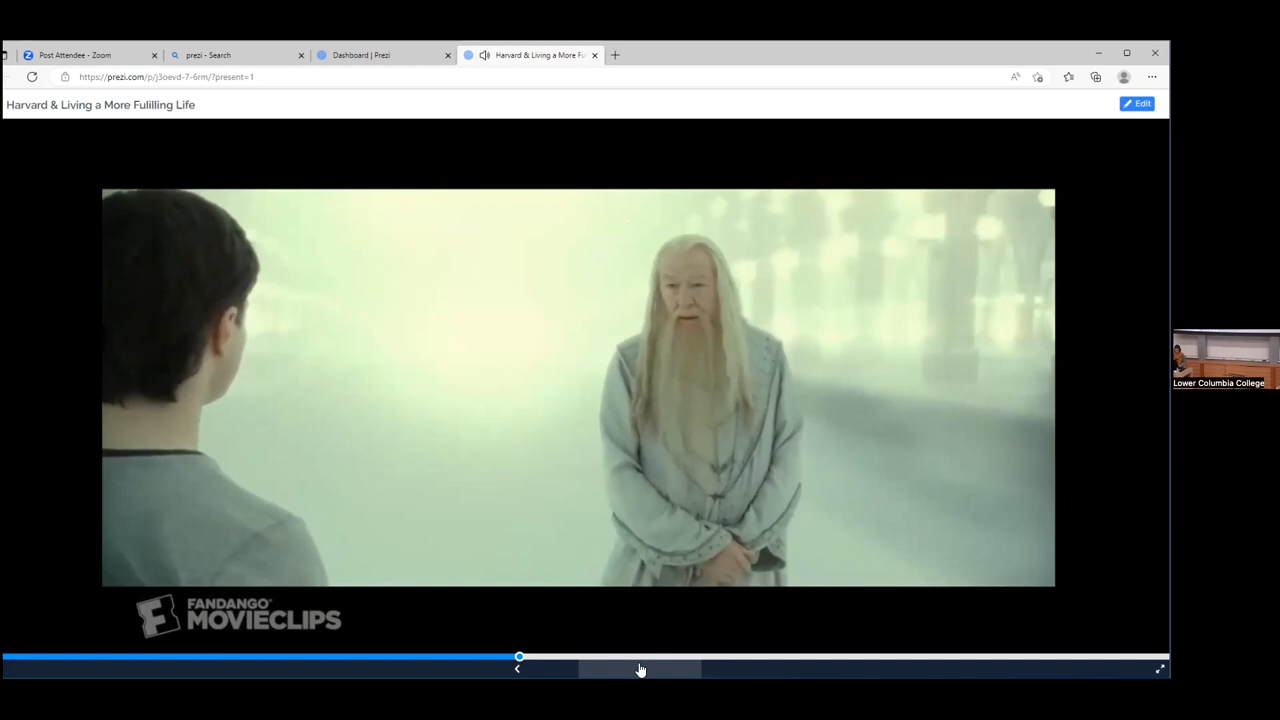 Post Attendee - Zoom
prezi - Search
Dashboard | Prezi
Harvard & Living a More Fu
https://prezi.com/p/j3oevd-7-6rm/?present=1
Harvard & Living a More Fulilling Life
Edit
Lower Columbia College
FANDANGO
MOVIECLIPS